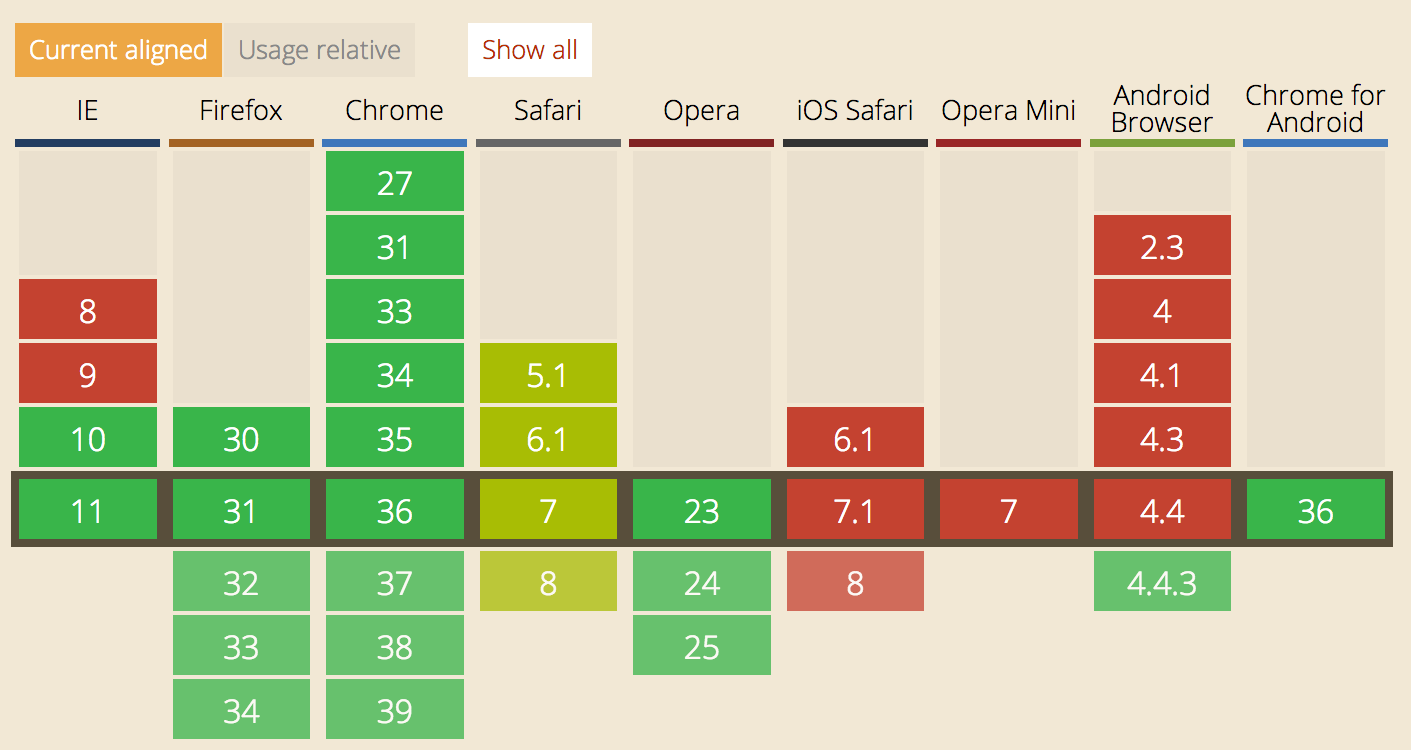 Current aligned Usage relative Show all
IE Firefox Chrome Safari Opera iOS Safari Opera Mini Android Browser Chrome for Android
27
31 2.3
8 33 4
9 34 5.1 4.1
10 30 35 6.1 6.1 4.3
11 31 36 7 23 7.1 7 4.4 36
32 37 8 24 8 4.4.3
33 38 25
34 39